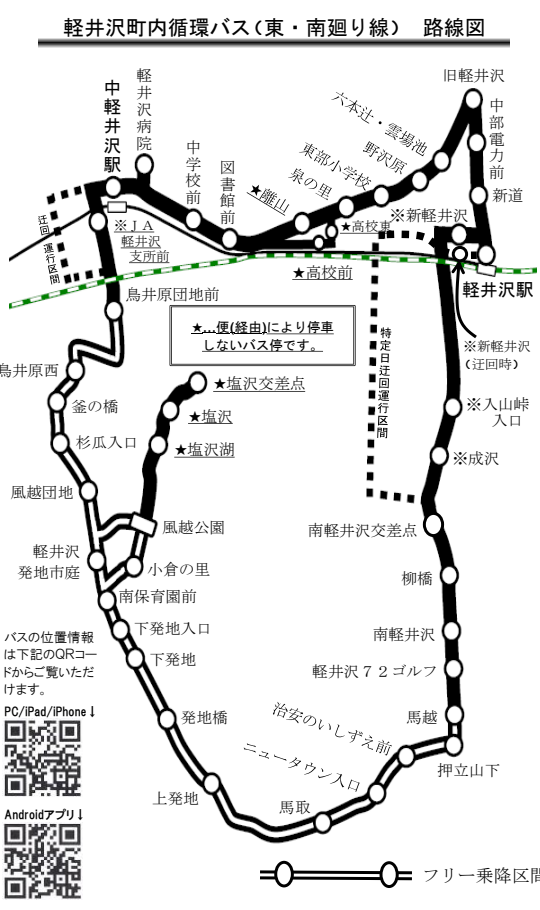 軽井沢町内循環バス(東・南廻り線)　路線図
旧軽井沢
六本辻・雲場池
中部電力前
軽井沢病院
中軽井沢駅
中学校前
図書館前
野沢原
東部小学校
泉の里
★離山
新道
※新軽井沢
★高校東
迂回運行区間
※ＪＡ
軽井沢
支所前
★高校前
軽井沢駅
鳥井原団地前
★…便(経由)により停車
しないバス停です。
特定日迂回運行区間
※新軽井沢
(迂回時)
鳥井原西
★塩沢交差点
釜の橋
★塩沢
※入山峠
入口
杉瓜入口
★塩沢湖
※成沢
風越団地
風越公園
南軽井沢交差点
軽井沢
発地市庭
小倉の里
柳橋
南保育園前
下発地入口
南軽井沢
バスの位置情報
は下記のQRコー
ドからご覧いただ
けます。
下発地
軽井沢７２ゴルフ
PC/iPad/iPhone↓
発地橋
治安のいしずえ前
馬越
ニュータウン入口
押立山下
上発地
馬取
Androidアプリ↓
フリー乗降区間